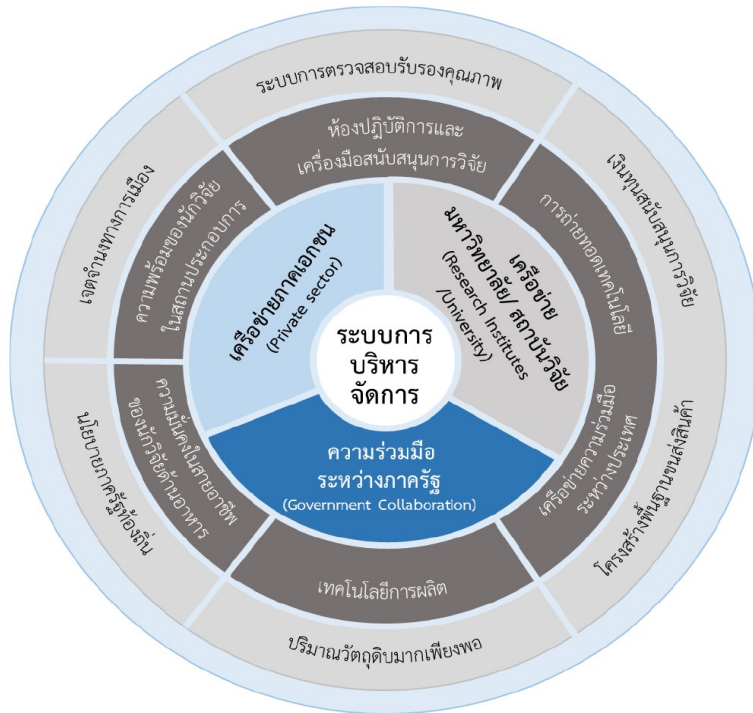 ระบบการตรวจสอบรับรองคุณภาพ
เงินทุนสนับสนุนการวิจัย
โครงสร้างพื้นฐานขนส่งสินค้า
ปริมาณวัตถุดิบมากเพียงพอ
นโยบายภาครัฐท้องถิ่น
เจตจำนงทางการเมือง
ห้องปฎิบัติการและ
เครื่องมือสนับสนุนการวิจัย
การถ่ายทอดเทคโนโลยี
เครือข่ายความร่วมมือ
ระหว่างประเทศ
เทคโนโลยีการผลิต
ความมั่นคงในสายอาชีพ
ของนักวิจัยด้านอาหาร
ความพร้อมของนักวิจัย
ในสถานประกอบการ
เครือข่ายภาคเอกชน
(Private sector)
เครือข่าย
มหาวิทยาลัย/ สถาบันวิจัย
(Research Institutes
/University)
ความร่วมมือ
ระหว่างภาครัฐ
(Government Collaboration)
ระบบการ
บริหาร
จัดการ